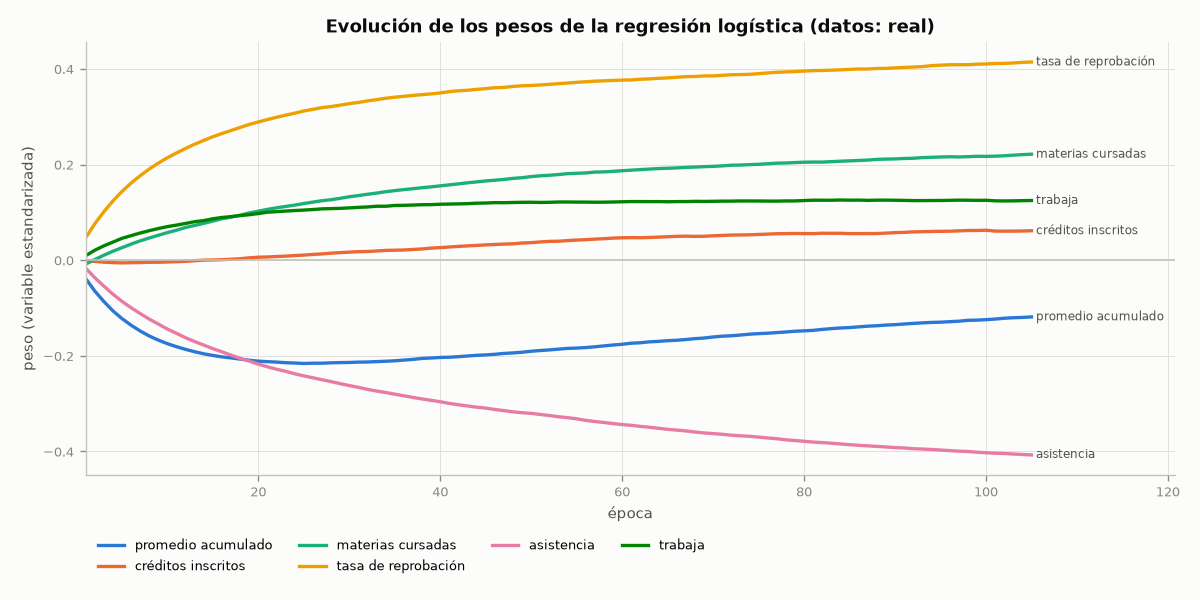 Evolución de los pesos de la regresión logística (datos: real)
peso (variable estandarizada)
0.4
0.2
0.0
−0.2
−0.4
tasa de reprobación
materias cursadas
trabaja
créditos inscritos
promedio acumulado
asistencia
20 40 60 80 100 120
época
promedio acumulado materias cursadas asistencia trabaja
créditos inscritos tasa de reprobación